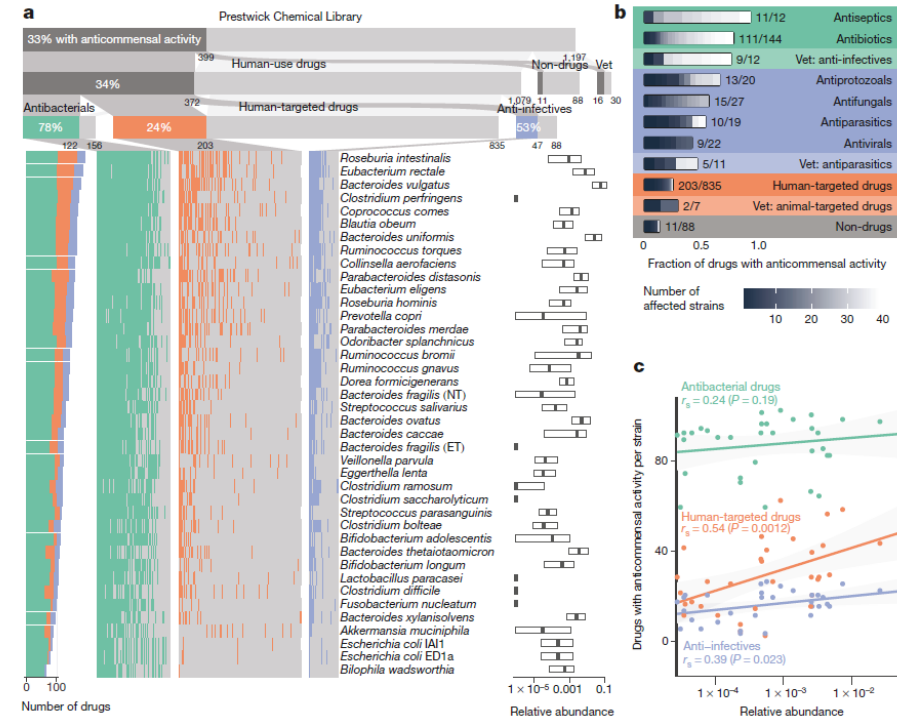 a
Prestwick Chemical Library
33% with anticommensal activity
399
1,197
Human-use drugs
Non-drugs
Vet
34%
372
1,079
11
88
16
30
Antibacterials
Human-targeted drugs
Anti-infectives
78%
24%
53%
122
156
203
835
47
88
Roseburia intestinalis
Eubacterium rectale
Bacteroides vulgatus
Clostridium perfringens
Coprococcus comes
Blautia obeum
Bacteroides uniformis
Ruminococcus torques
Collinsella aerofaciens
Parabacteroides distasonis
Eubacterium eligens
Roseburia hominis
Prevotella copri
Parabacteroides merdae
Odoribacter splanchnicus
Ruminococcus bromii
Ruminococcus gnavus
Dorea formicigenerans
Bacteroides fragilis (NT)
Streptococcus salivarius
Bacteroides ovatus
Bacteroides caccae
Bacteroides fragilis (ET)
Veillonella parvula
Eggerthella lenta
Clostridium ramosum
Clostridium saccharolyticum
Streptococcus parasanguinis
Clostridium bolteae
Bifidobacterium adolescentis
Bacteroides thetaiotaomicron
Bifidobacterium longum
Lactobacillus paracasei
Clostridium difficile
Fusobacterium nucleatum
Bacteroides xylanisolvens
Akkermansia muciniphila
Escherichia coli IAI1
Escherichia coli ED1a
Bilophila wadsworthia
0 100
Number of drugs
1 × 10⁻⁵ 0.001 0.1
Relative abundance
b
11/12 Antiseptics
111/144 Antibiotics
9/12 Vet: anti-infectives
13/20 Antiprotozoals
15/27 Antifungals
10/19 Antiparasitics
9/22 Antivirals
5/11 Vet: antiparasitics
203/835 Human-targeted drugs
2/7 Vet: animal-targeted drugs
11/88 Non-drugs
0 0.5 1.0
Fraction of drugs with anticommensal activity
Number of
affected strains
10 20 30 40
c
Antibacterial drugs
rₛ = 0.24 (P = 0.19)
Human-targeted drugs
rₛ = 0.54 (P = 0.0012)
Anti-infectives
rₛ = 0.39 (P = 0.023)
Drugs with anticommensal activity per strain
80
40
0
1 × 10⁻⁴ 1 × 10⁻³ 1 × 10⁻²
Relative abundance